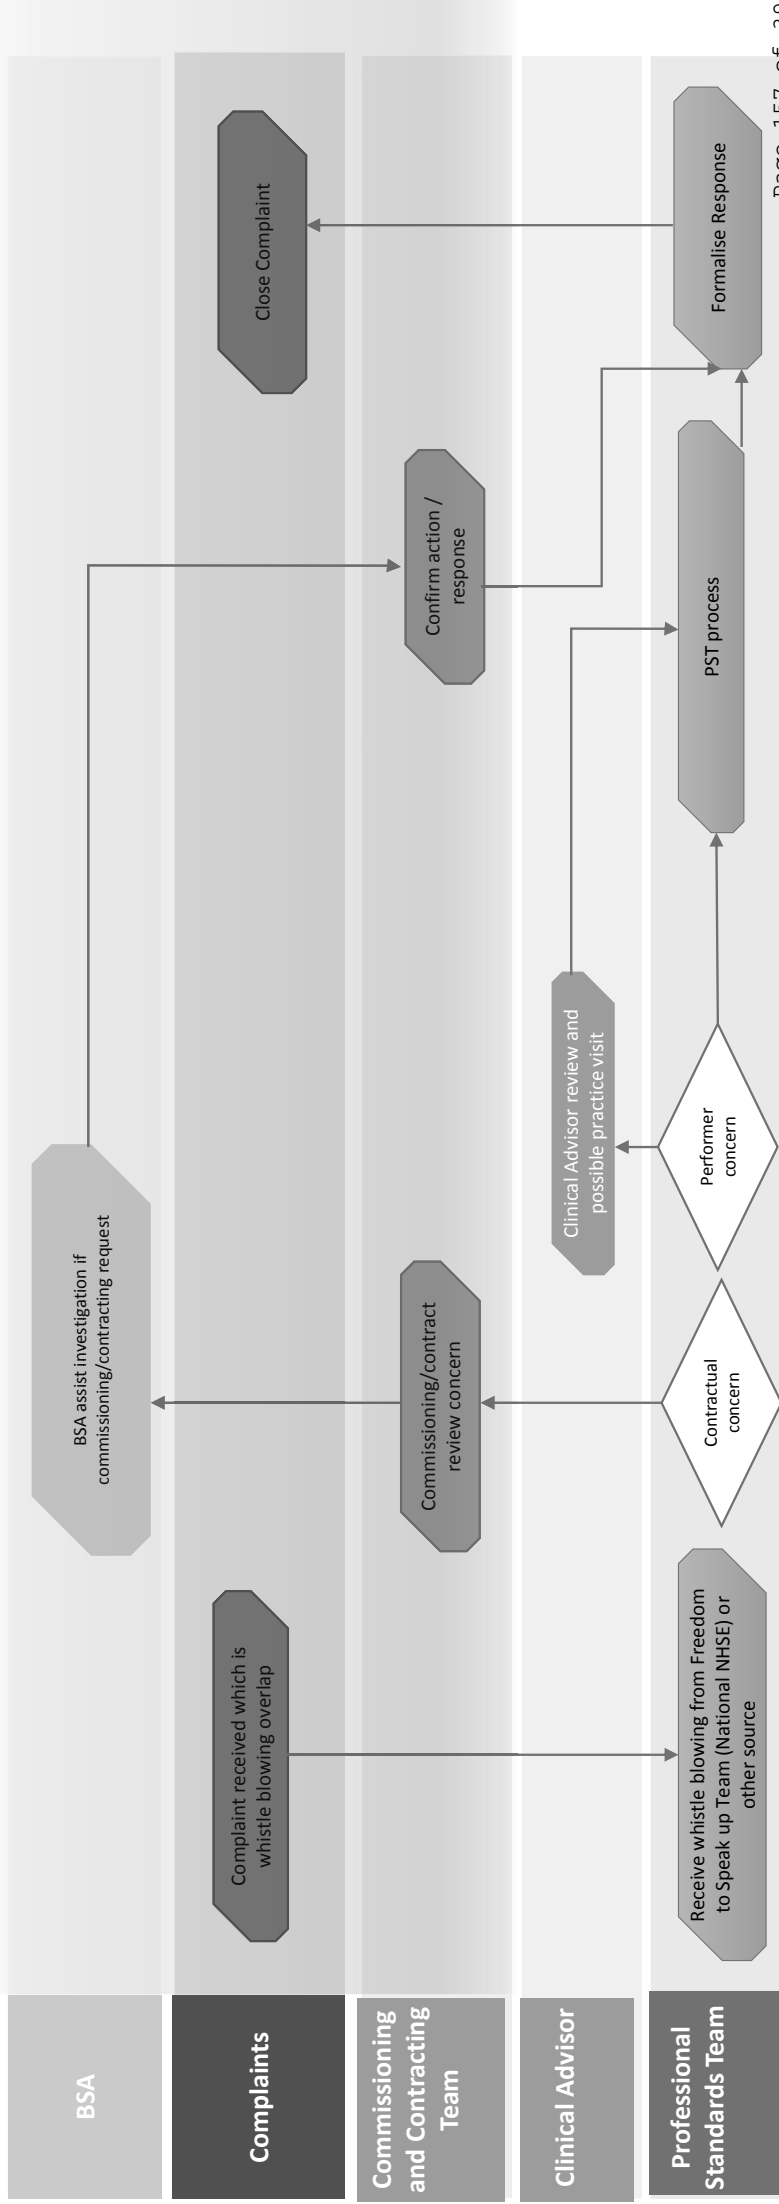 BSA
BSA assist investigation if
commissioning/contracting request
Complaints
Complaint received which is
whistle blowing overlap
Close Complaint
Commissioning
and Contracting
Team
Commissioning/contract
review concern
Confirm action /
response
Clinical Advisor
Clinical Advisor review and
possible practice visit
Professional
Standards Team
Receive whistle blowing from Freedom
to Speak up Team (National NHSE) or
other source
Contractual
concern
Performer
concern
PST process
Formalise Response
Page 157 of